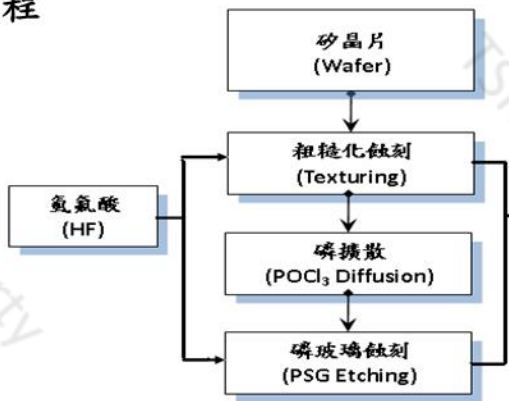 程
矽晶片
(Wafer)
粗糙化蝕刻
(Texturing)
氫氟酸
(HF)
磷擴散
(POCl₃ Diffusion)
磷玻璃蝕刻
(PSG Etching)